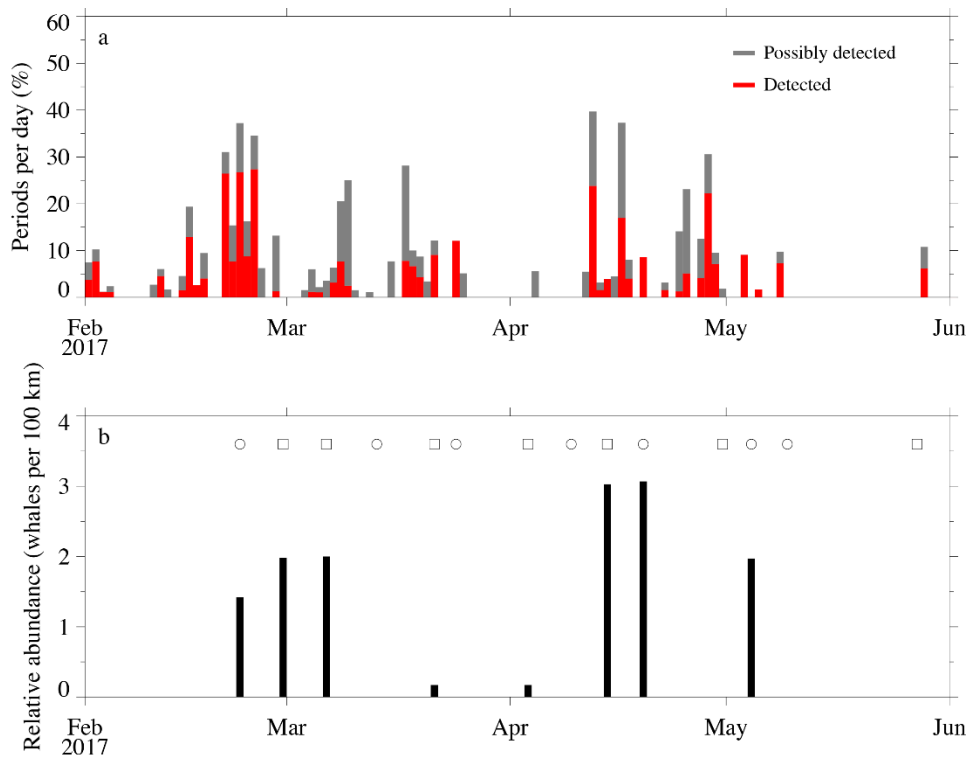 60
50
40
30
20
10
0
Periods per day (%)
a
Possibly detected
Detected
Feb
2017
Mar
Apr
May
Jun
4
3
2
1
0
Relative abundance (whales per 100 km)
b
Feb
2017
Mar
Apr
May
Jun